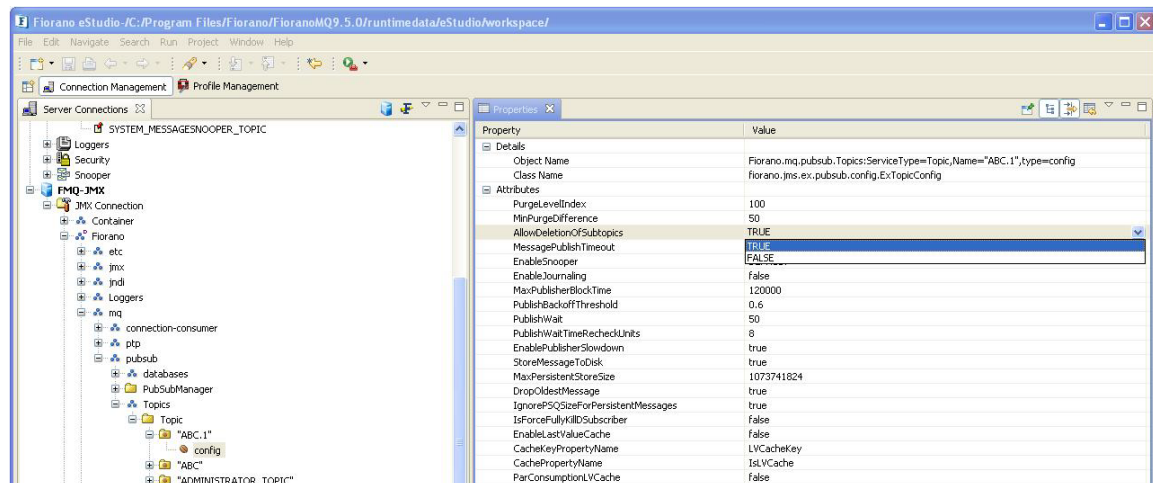 Fiorano eStudio-/C:/Program Files/Fiorano/FioranoMQ9.5.0/runtimedata/eStudio/workspace/
File Edit Navigate Search Run Project Window Help
Connection Management Profile Management
Server Connections
SYSTEM_MESSAGESNOOPER_TOPIC
Loggers
Security
Snooper
FMQ-JMX
JMX Connection
Container
Fiorano
etc
jmx
jndi
Loggers
mq
connection-consumer
ptp
pubsub
databases
PubSubManager
Topics
Topic
"ABC.1"
config
"ABC"
"ADMINISTRATOR_TOPIC"
Properties
Property Value
Details
Object Name Fiorano.mq.pubsub.Topics:ServiceType=Topic,Name="ABC.1",type=config
Class Name fiorano.jms.ex.pubsub.config.ExTopicConfig
Attributes
PurgeLevelIndex 100
MinPurgeDifference 50
AllowDeletionOfSubtopics TRUE
MessagePublishTimeout TRUE
EnableSnooper FALSE
EnableJournaling false
MaxPublisherBlockTime 120000
PublishBackoffThreshold 0.6
PublishWait 50
PublishWaitTimeRecheckUnits 8
EnablePublisherSlowdown true
StoreMessageToDisk true
MaxPersistentStoreSize 1073741824
DropOldestMessage true
IgnorePSQSizeForPersistentMessages true
IsForceFullyKillDSubscriber false
EnableLastValueCache false
CacheKeyPropertyName LVCacheKey
CachePropertyName IsLVCache
ParConsumptionLVCache false